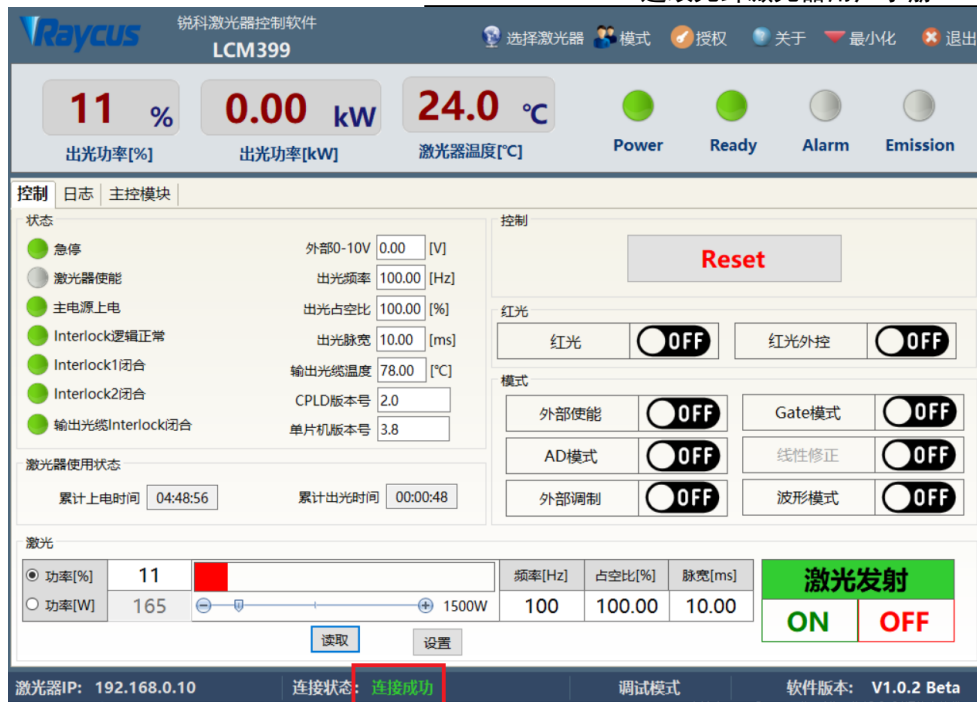 Raycus 锐科激光器控制软件
LCM399
选择激光器 模式 授权 关于 最小化 退出
11 % 0.00 kW 24.0 ℃
出光功率[%] 出光功率[kW] 激光器温度[℃] Power Ready Alarm Emission
控制 日志 主控模块
状态
急停 外部0-10V 0.00 [V]
激光器使能 出光频率 100.00 [Hz]
主电源上电 出光占空比 100.00 [%]
Interlock逻辑正常 出光脉宽 10.00 [ms]
Interlock1闭合 输出光缆温度 78.00 [℃]
Interlock2闭合 CPLD版本号 2.0
输出光缆Interlock闭合 单片机版本号 3.8
激光器使用状态
累计上电时间 04:48:56 累计出光时间 00:00:48
控制
Reset
红光
红光 OFF 红光外控 OFF
模式
外部使能 OFF Gate模式 OFF
AD模式 OFF 线性修正 OFF
外部调制 OFF 波形模式 OFF
激光
功率[%] 11 频率[Hz] 占空比[%] 脉宽[ms] 激光发射
功率[W] 165 1500W 100 100.00 10.00 ON OFF
读取 设置
激光器IP: 192.168.0.10 连接状态: 连接成功 调试模式 软件版本: V1.0.2 Beta